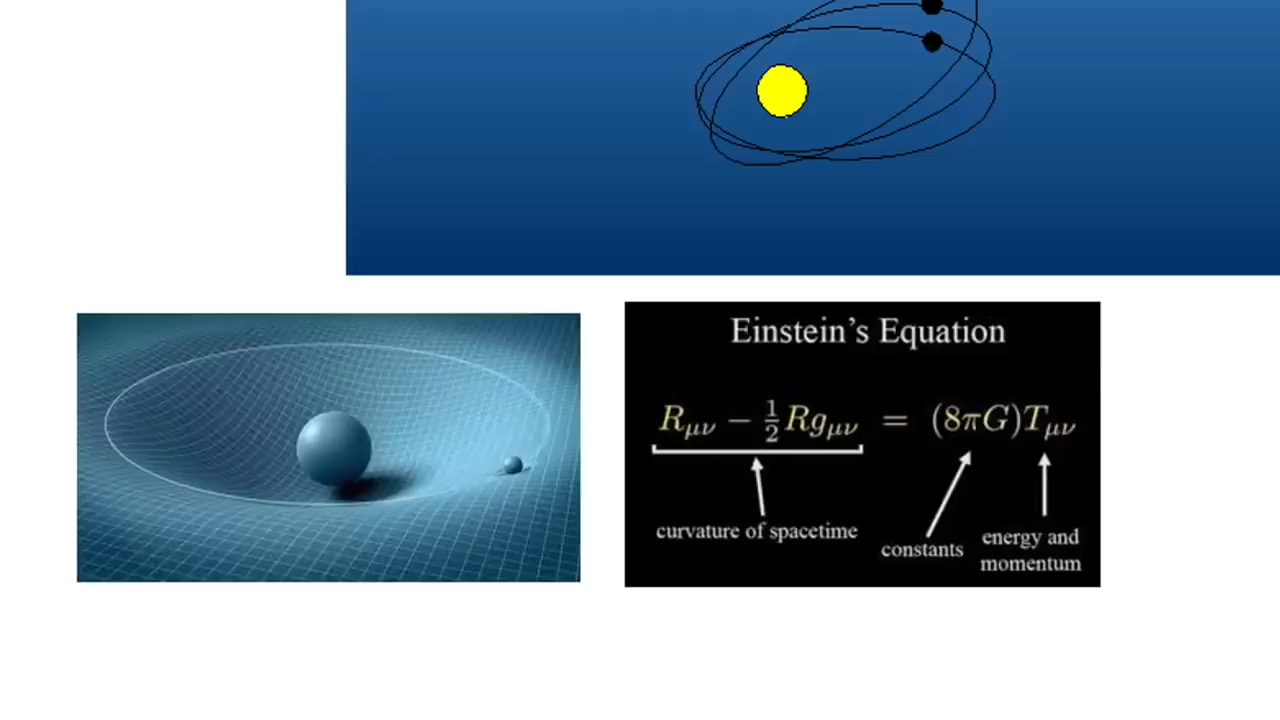 Einstein's Equation
R_{μν} − ½Rg_{μν} = (8πG)T_{μν}
curvature of spacetime
constants
energy and
momentum